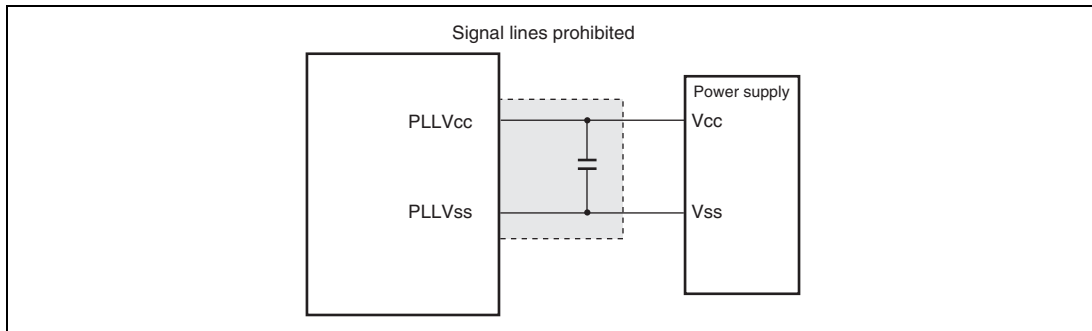 Signal lines prohibited
Power supply
PLLVcc
Vcc
PLLVss
Vss